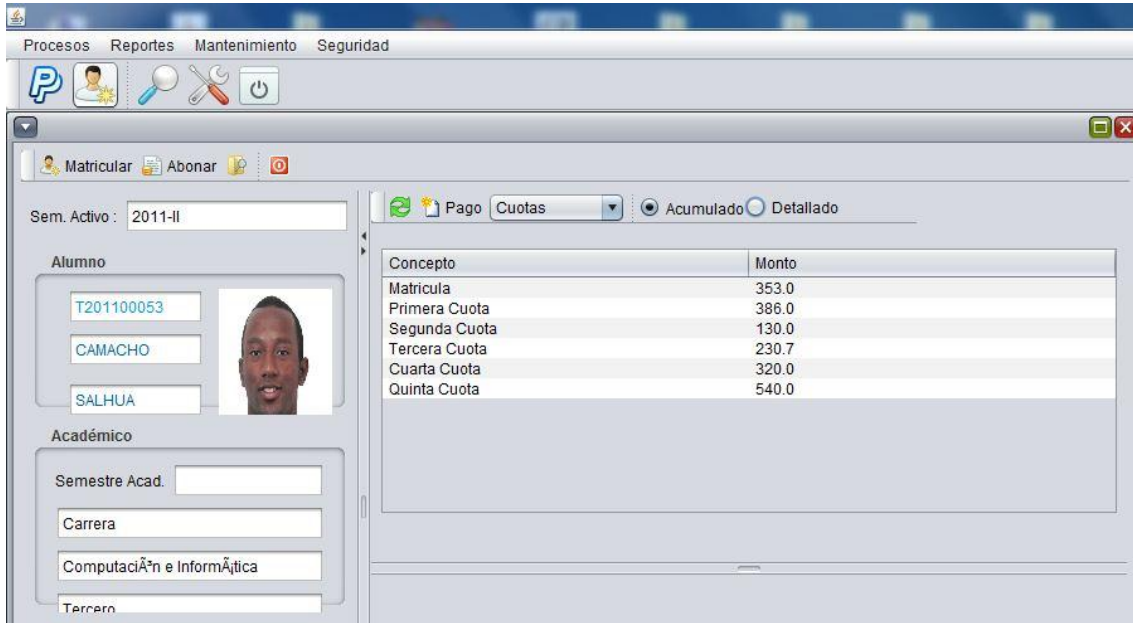 Procesos Reportes Mantenimiento Seguridad
Matricular Abonar
Sem. Activo : 2011-II
Pago Cuotas Acumulado Detallado
Alumno
T201100053
CAMACHO
SALHUA
Concepto Monto
Matricula 353.0
Primera Cuota 386.0
Segunda Cuota 130.0
Tercera Cuota 230.7
Cuarta Cuota 320.0
Quinta Cuota 540.0
Académico
Semestre Acad.
Carrera
ComputaciÃ³n e InformÃ¡tica
Tercero